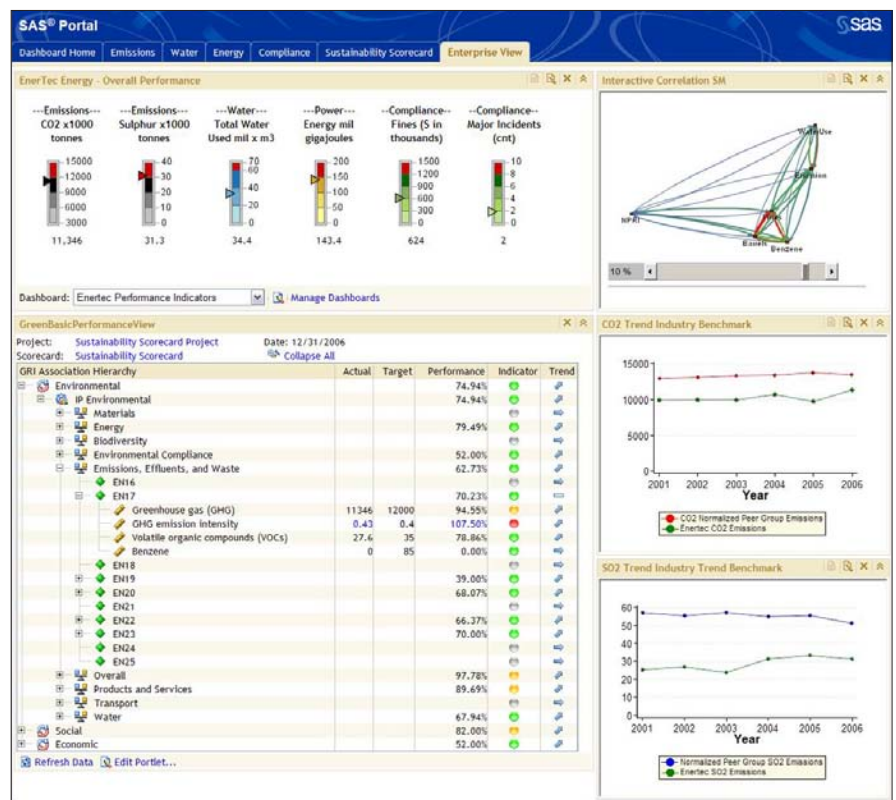 SAS® Portal
sas
Dashboard Home Emissions Water Energy Compliance Sustainability Scorecard Enterprise View
EnerTec Energy - Overall Performance
---Emissions--- CO2 x1000 tonnes
15000
12000
9000
6000
3000
11,346
---Emissions--- Sulphur x1000 tonnes
40
30
20
10
0
31.3
---Water--- Total Water Used mil x m3
70
60
40
20
0
34.4
---Power--- Energy mil gigajoules
200
150
100
50
0
143.4
--Compliance-- Fines ($ in thousands)
1500
1200
900
600
300
0
624
--Compliance-- Major Incidents (cnt)
10
8
6
4
2
0
2
Dashboard: Enertec Performance Indicators Manage Dashboards
GreenBasicPerformanceView
Project: Sustainability Scorecard Project Date: 12/31/2006
Scorecard: Sustainability Scorecard Collapse All
GRI Association Hierarchy Actual Target Performance Indicator Trend
Environmental 74.94%
IP Environmental 74.94%
Materials
Energy 79.49%
Biodiversity
Environmental Compliance 52.00%
Emissions, Effluents, and Waste 62.73%
EN16
EN17 70.23%
Greenhouse gas (GHG) 11346 12000 94.55%
GHG emission intensity 0.43 0.4 107.50%
Volatile organic compounds (VOCs) 27.6 35 78.86%
Benzene 0 85 0.00%
EN18
EN19 39.00%
EN20 68.07%
EN21
EN22 66.37%
EN23 70.00%
EN24
EN25
Overall 97.78%
Products and Services 89.69%
Transport
Water 67.94%
Social 82.00%
Economic 52.00%
Refresh Data Edit Portlet...
Interactive Correlation SM
WaterUse
Emission
NPRI
Benzene
10 %
CO2 Trend Industry Benchmark
15000
10000
5000
0
2001 2002 2003 2004 2005 2006
Year
CO2 Normalized Peer Group Emissions
Enertec CO2 Emissions
SO2 Trend Industry Trend Benchmark
60
50
40
30
20
10
0
2001 2002 2003 2004 2005 2006
Year
Normalized Peer Group SO2 Emissions
Enertec SO2 Emissions